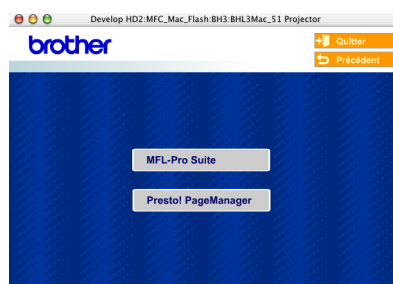 Develop HD2:MFC_Mac_Flash:BH3:BHL3Mac_51 Projector
brother
Quitter
Précédent
MFL-Pro Suite
Presto! PageManager